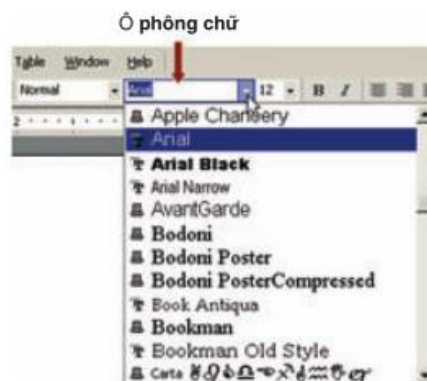 Ô phông chữ
Table Window Help
Normal Arial 12 B I
2
Apple Chancery
Arial
Arial Black
Arial Narrow
AvantGarde
Bodoni
Bodoni Poster
Bodoni PosterCompressed
Book Antiqua
Bookman
Bookman Old Style
Carta